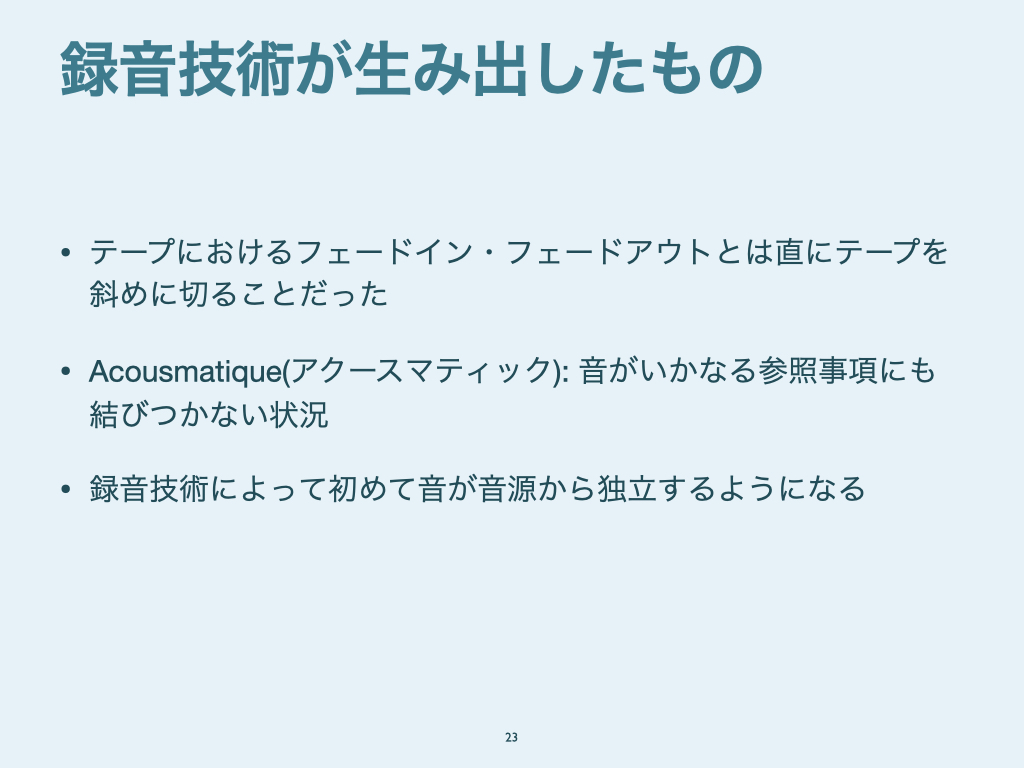 録音技術が生み出したもの
• テープにおけるフェードイン・フェードアウトとは直にテープを
斜めに切ることだった
• Acousmatique(アクースマティック): 音がいかなる参照事項にも
結びつかない状況
• 録音技術によって初めて音が音源から独立するようになる
23